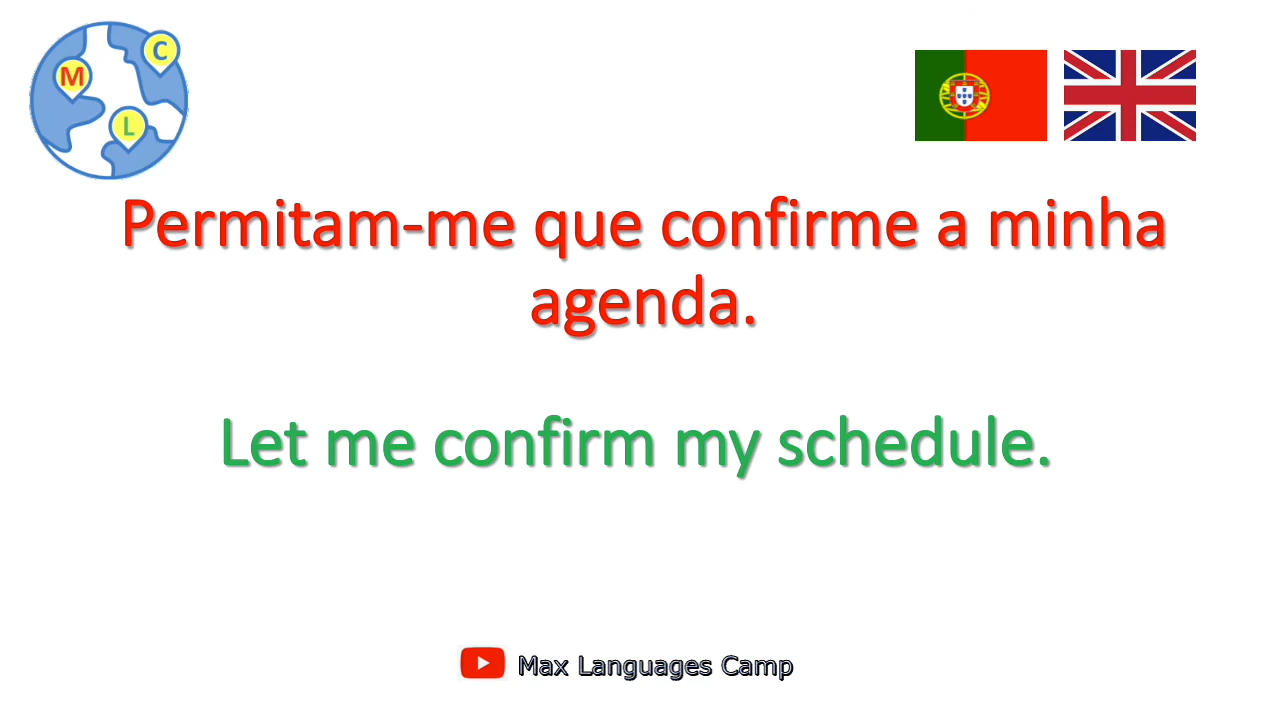 C
M
L
Permitam-me que confirme a minha
agenda.
Let me confirm my schedule.
Max Languages Camp